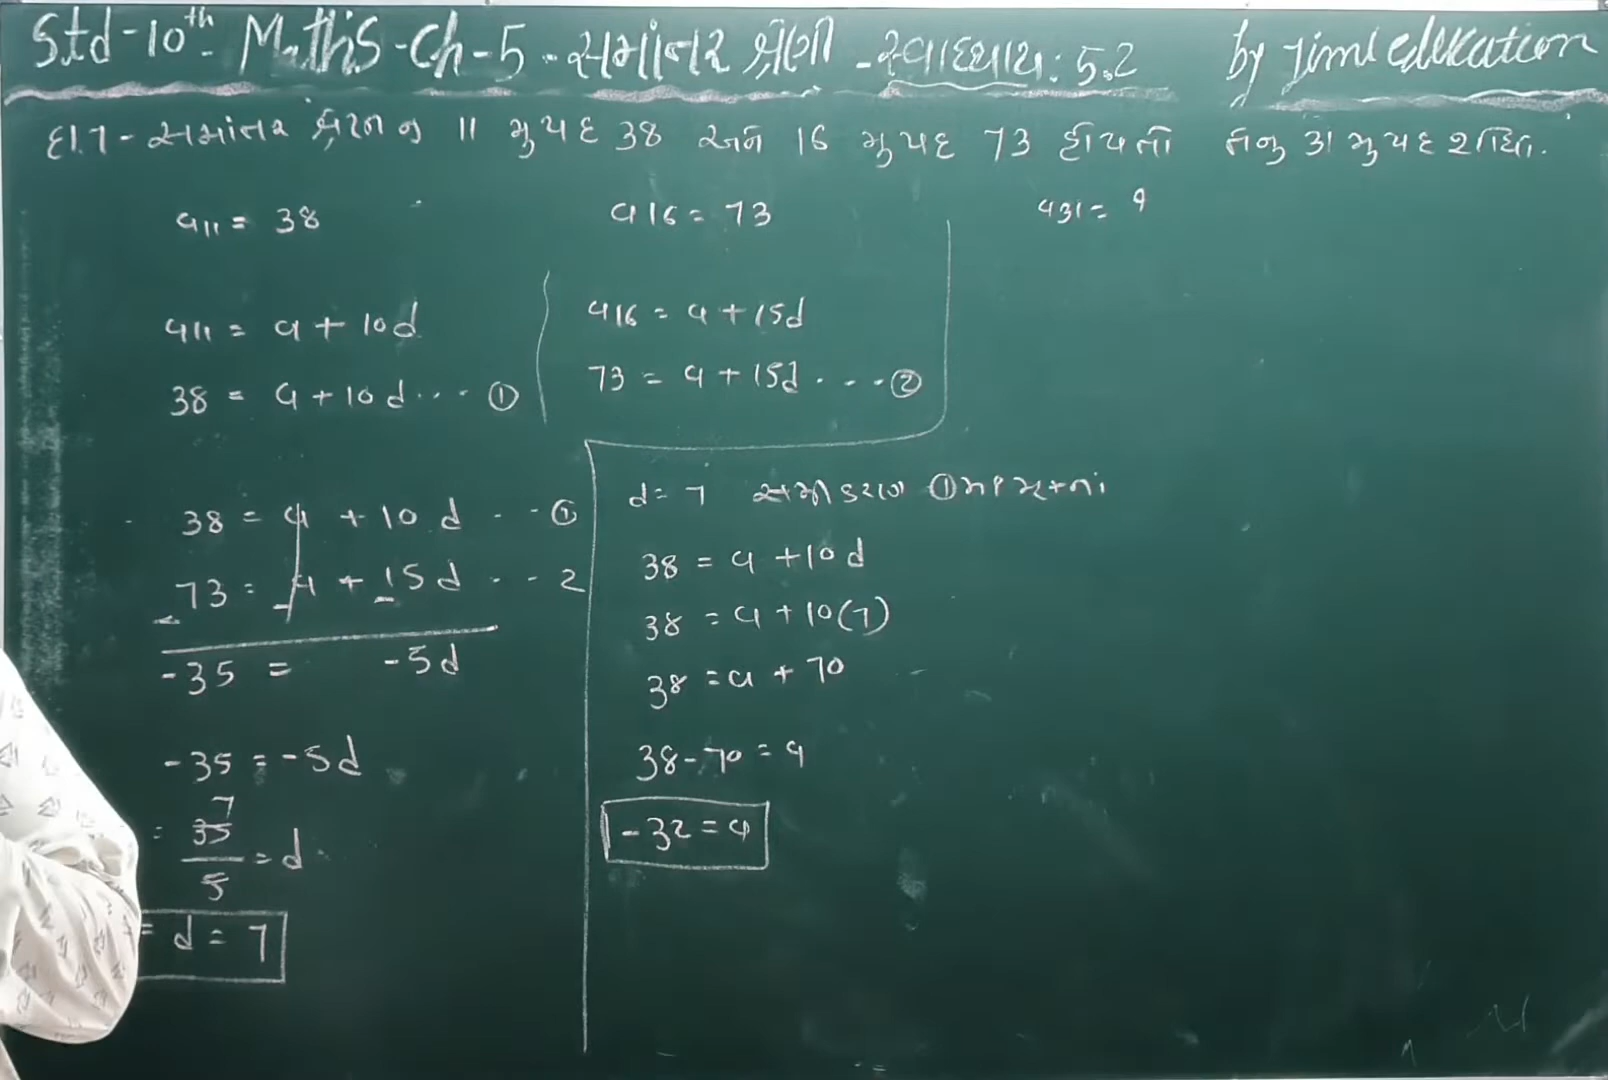 Std-10th- Maths-Ch-5-સમાંતર શ્રેણી -સ્વાધ્યાય: 5.2 by Jimi education
દા.7- સમાંતર 11 મુ પદ 38 અને 16 મુ પદ 73 હોય તો તેનુ 31 મુ પદ શોધો.
a11 = 38 a16 = 73 a31 = ?
a11 = a + 10d
38 = a + 10d ... ①
a16 = a + 15d
73 = a + 15d ... ②
38 = a + 10 d - - ①
73 = a + 15d - - 2
- - -
-35 = -5d
-35 = -5d
= 35/5 = d
7
= d = 7
d = 7 સમીકરણ ① માં મુકતાં
38 = a + 10d
38 = a + 10(7)
38 = a + 70
38-70 = a
-32 = a